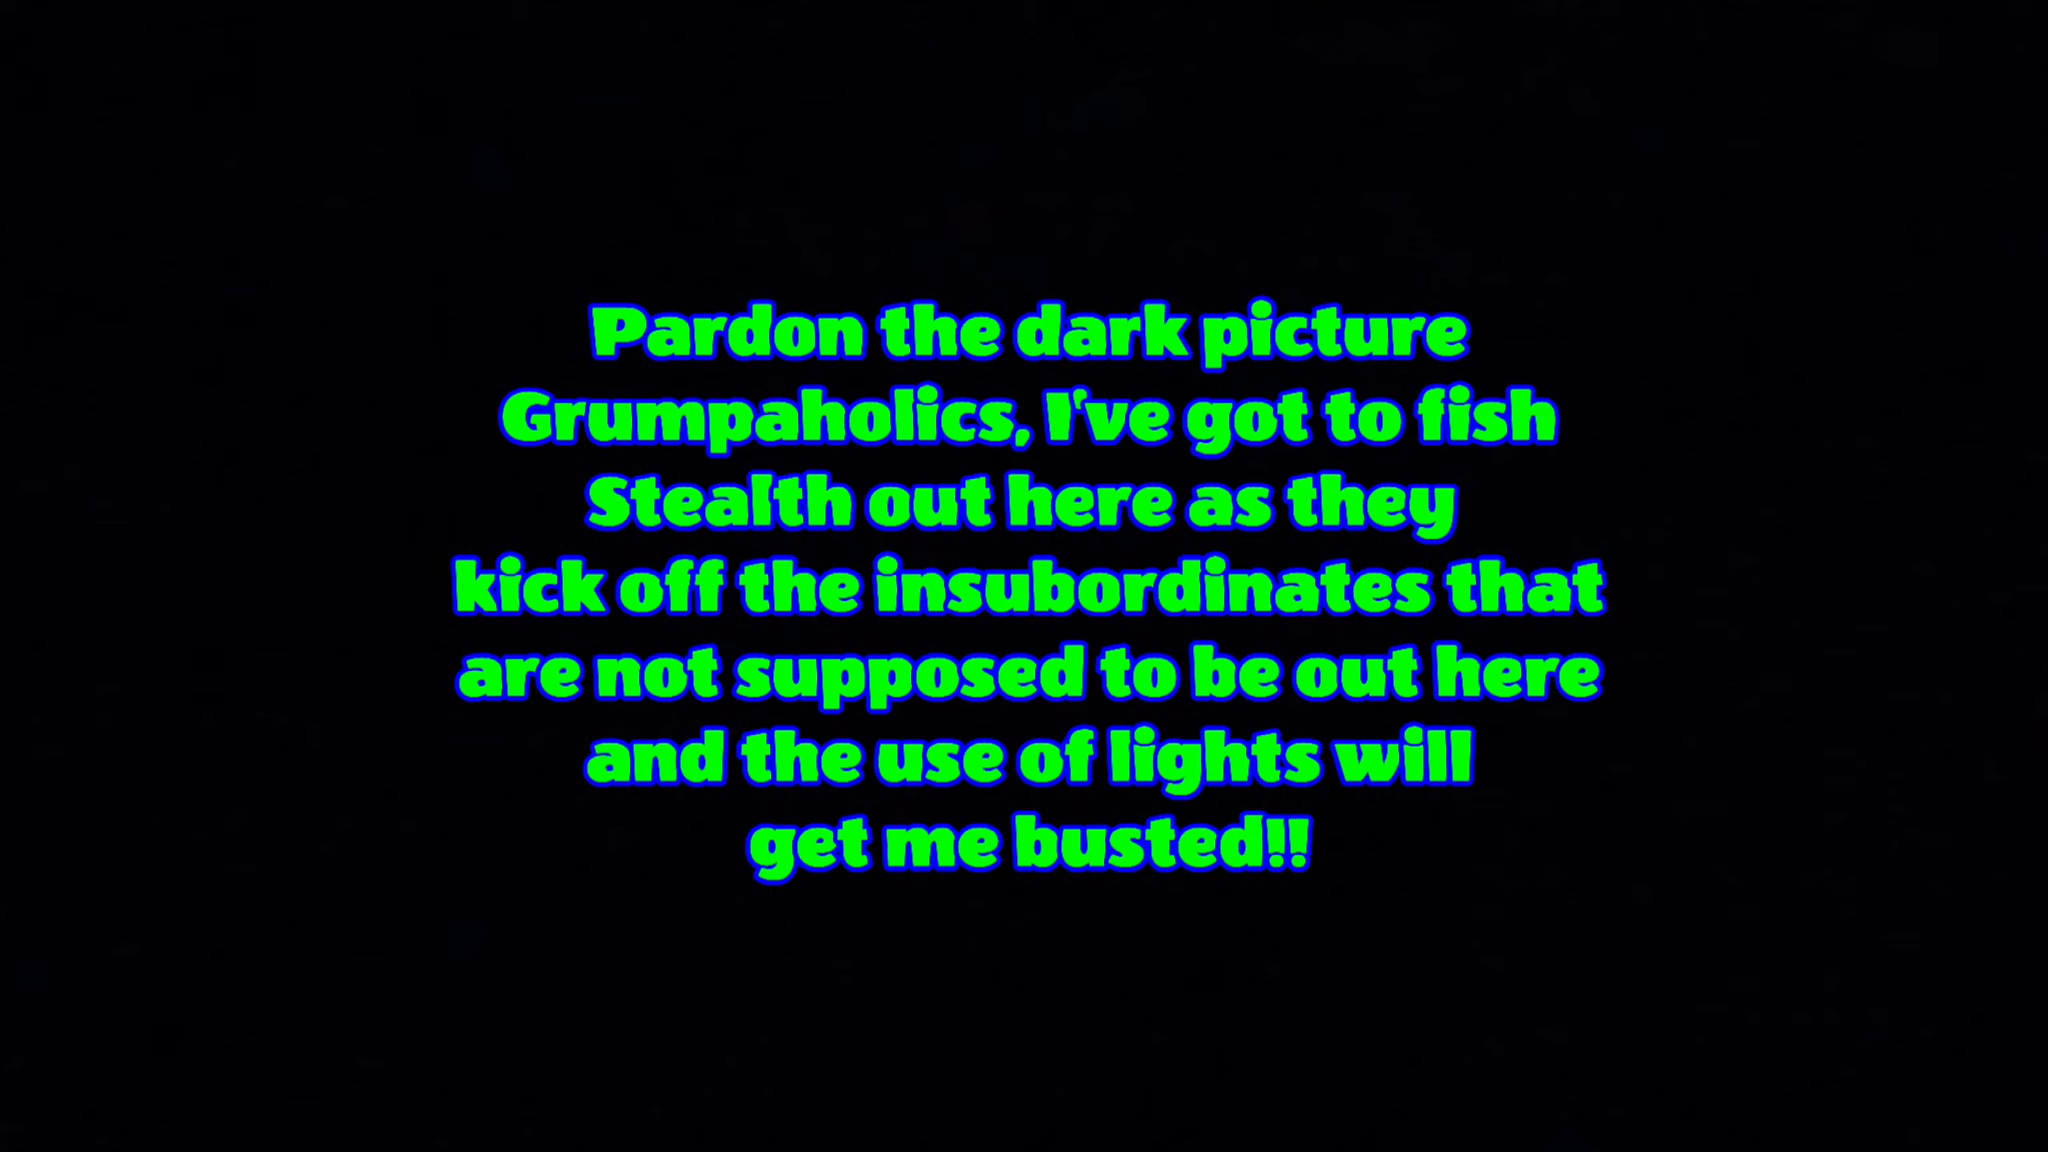 Pardon the dark picture
Grumpaholics, I've got to fish
Stealth out here as they
kick off the insubordinates that
are not supposed to be out here
and the use of lights will
get me busted!!